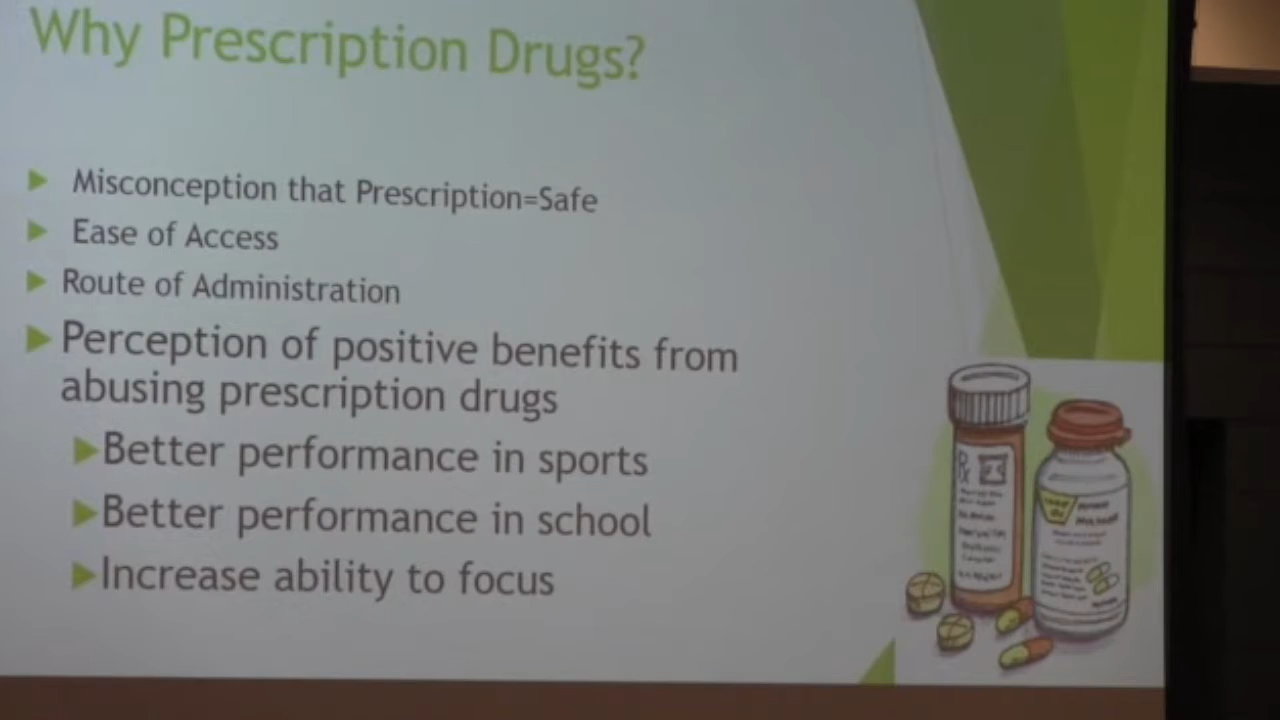 Why Prescription Drugs?
Misconception that Prescription=Safe
Ease of Access
Route of Administration
Perception of positive benefits from
abusing prescription drugs
Better performance in sports
Better performance in school
Increase ability to focus
Rx